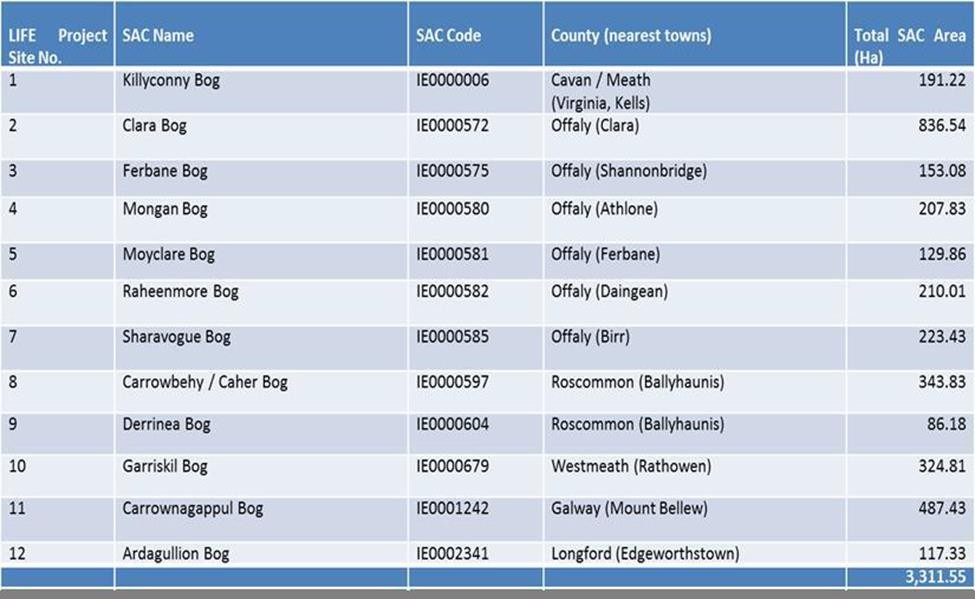 LIFE Project SAC Name SAC Code County (nearest towns) Total SAC Area
Site No. (Ha)
1 Killyconny Bog IE0000006 Cavan / Meath 191.22
(Virginia, Kells)
2 Clara Bog IE0000572 Offaly (Clara) 836.54
3 Ferbane Bog IE0000575 Offaly (Shannonbridge) 153.08
4 Mongan Bog IE0000580 Offaly (Athlone) 207.83
5 Moyclare Bog IE0000581 Offaly (Ferbane) 129.86
6 Raheenmore Bog IE0000582 Offaly (Daingean) 210.01
7 Sharavogue Bog IE0000585 Offaly (Birr) 223.43
8 Carrowbehy / Caher Bog IE0000597 Roscommon (Ballyhaunis) 343.83
9 Derrinea Bog IE0000604 Roscommon (Ballyhaunis) 86.18
10 Garriskil Bog IE0000679 Westmeath (Rathowen) 324.81
11 Carrownagappul Bog IE0001242 Galway (Mount Bellew) 487.43
12 Ardagullion Bog IE0002341 Longford (Edgeworthstown) 117.33
3,311.55